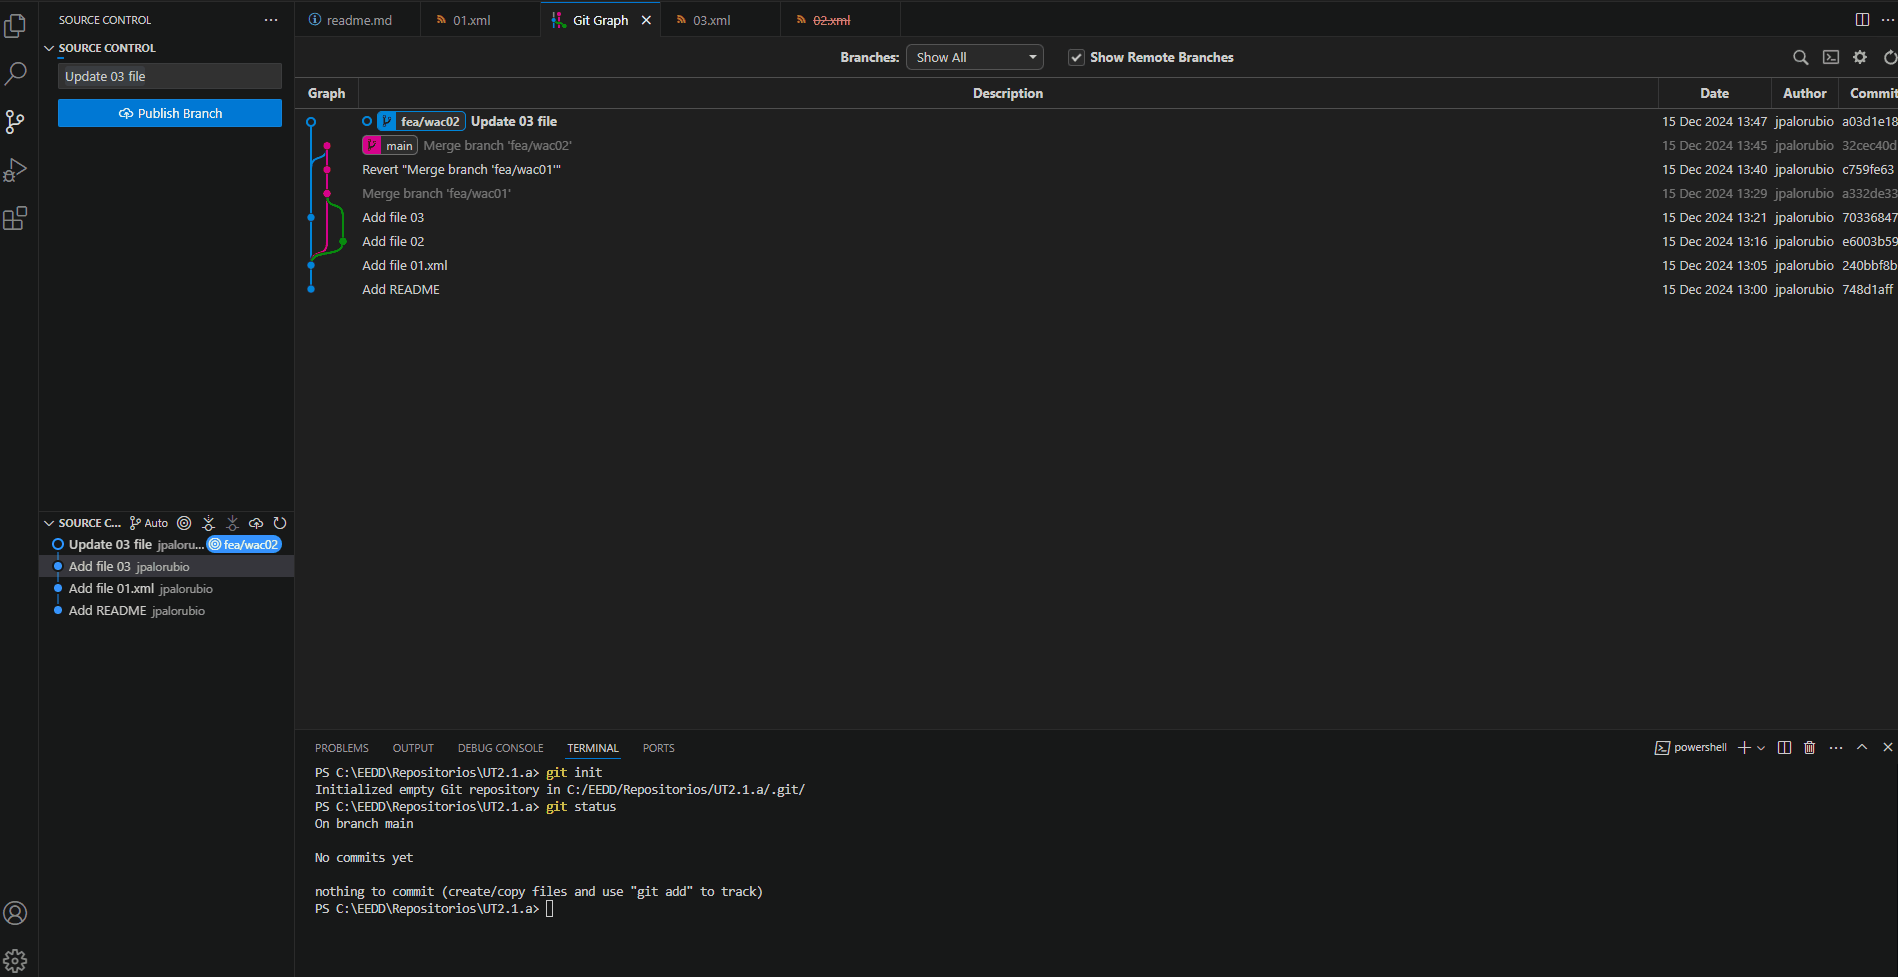 SOURCE CONTROL
SOURCE CONTROL
Update 03 file
Publish Branch
SOURCE C... Auto
Update 03 file jpaloru... fea/wac02
Add file 03 jpalorubio
Add file 01.xml jpalorubio
Add README jpalorubio
readme.md 01.xml Git Graph 03.xml 02.xml
Branches: Show All Show Remote Branches
Graph Description Date Author Commit
fea/wac02 Update 03 file 15 Dec 2024 13:47 jpalorubio a03d1e18
main Merge branch 'fea/wac02' 15 Dec 2024 13:45 jpalorubio 32cec40d
Revert "Merge branch 'fea/wac01'" 15 Dec 2024 13:40 jpalorubio c759fe63
Merge branch 'fea/wac01' 15 Dec 2024 13:29 jpalorubio a332de33
Add file 03 15 Dec 2024 13:21 jpalorubio 70336847
Add file 02 15 Dec 2024 13:16 jpalorubio e6003b59
Add file 01.xml 15 Dec 2024 13:05 jpalorubio 240bbf8b
Add README 15 Dec 2024 13:00 jpalorubio 748d1aff
PROBLEMS OUTPUT DEBUG CONSOLE TERMINAL PORTS powershell
PS C:\EEDD\Repositorios\UT2.1.a> git init
Initialized empty Git repository in C:/EEDD/Repositorios/UT2.1.a/.git/
PS C:\EEDD\Repositorios\UT2.1.a> git status
On branch main
No commits yet
nothing to commit (create/copy files and use "git add" to track)
PS C:\EEDD\Repositorios\UT2.1.a>